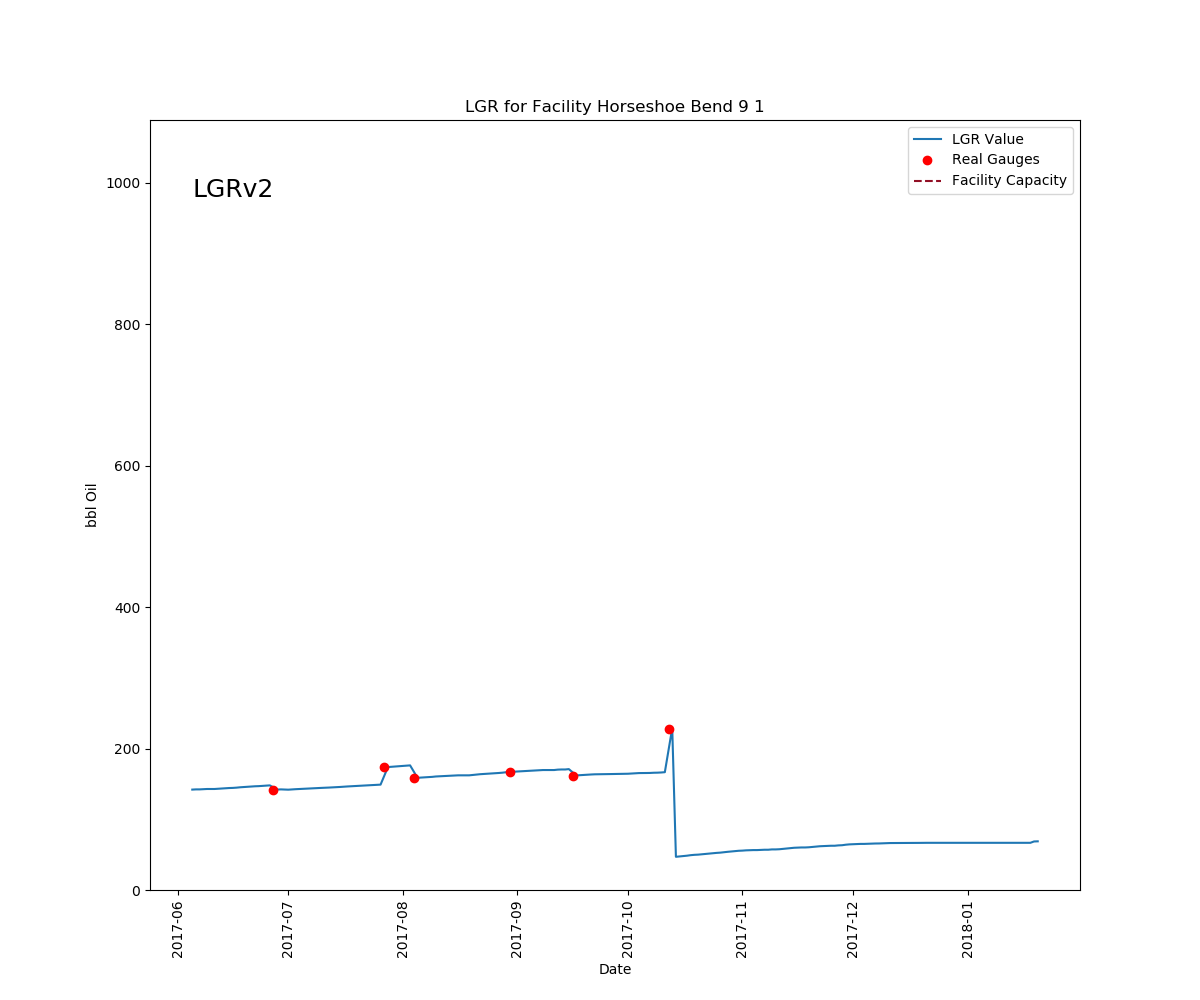 LGR for Facility Horseshoe Bend 9 1
LGR Value
Real Gauges
Facility Capacity
LGRv2
1000
800
600
400
200
0
bbl Oil
2017-06
2017-07
2017-08
2017-09
2017-10
2017-11
2017-12
2018-01
Date